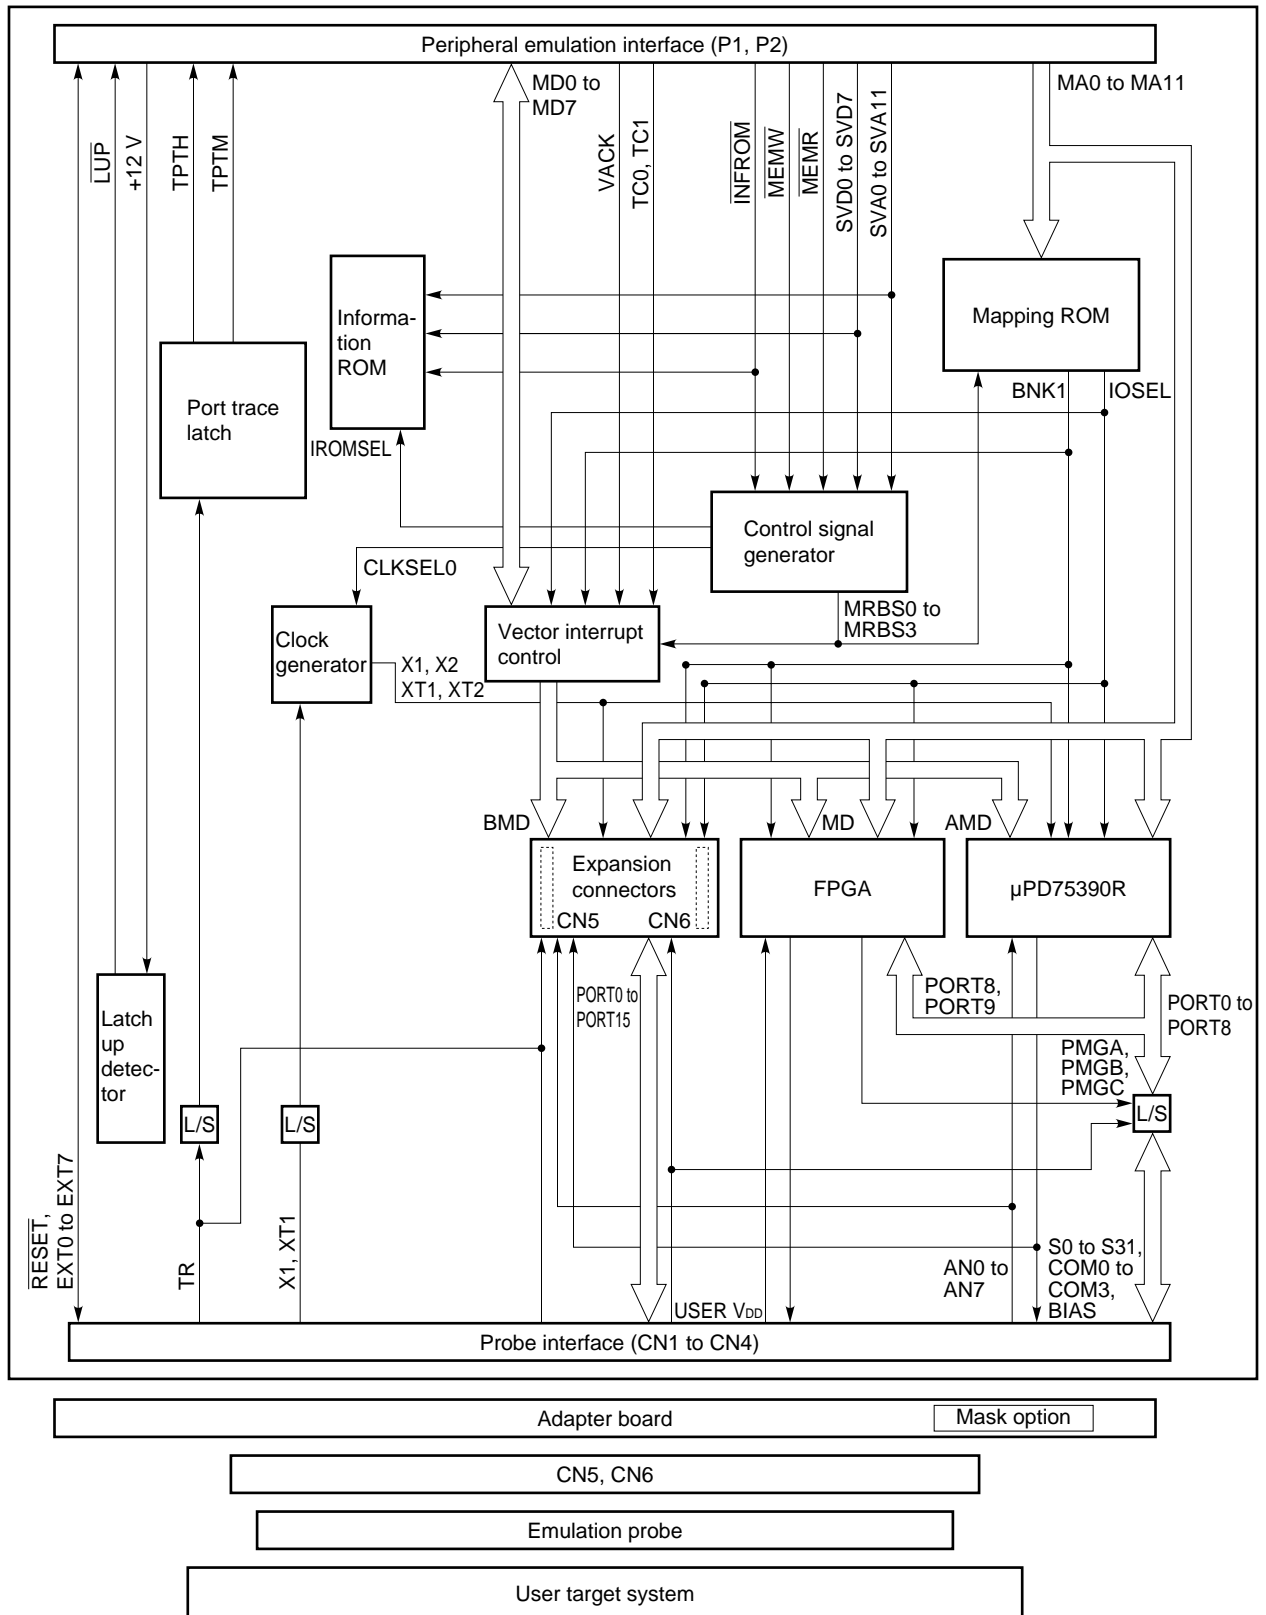 Peripheral emulation interface (P1, P2)
MD0 to
MD7
MA0 to MA11
LUP
+12 V
TPTH
TPTM
VACK
TC0, TC1
INFROM
MEMW
MEMR
SVD0 to SVD7
SVA0 to SVA11
Informa-
tion
ROM
Mapping ROM
Port trace
latch
BNK1
IOSEL
IROMSEL
Control signal
generator
CLKSEL0
MRBS0 to
MRBS3
Clock
generator
Vector interrupt
control
X1, X2
XT1, XT2
BMD
MD
AMD
Expansion
connectors
CN5
CN6
FPGA
µPD75390R
Latch
up
detec-
tor
PORT0 to
PORT15
PORT8,
PORT9
PORT0 to
PORT8
PMGA,
PMGB,
PMGC
L/S
L/S
L/S
RESET,
EXT0 to EXT7
TR
X1, XT1
USER VDD
AN0 to
AN7
S0 to S31,
COM0 to
COM3,
BIAS
Probe interface (CN1 to CN4)
Adapter board
Mask option
CN5, CN6
Emulation probe
User target system